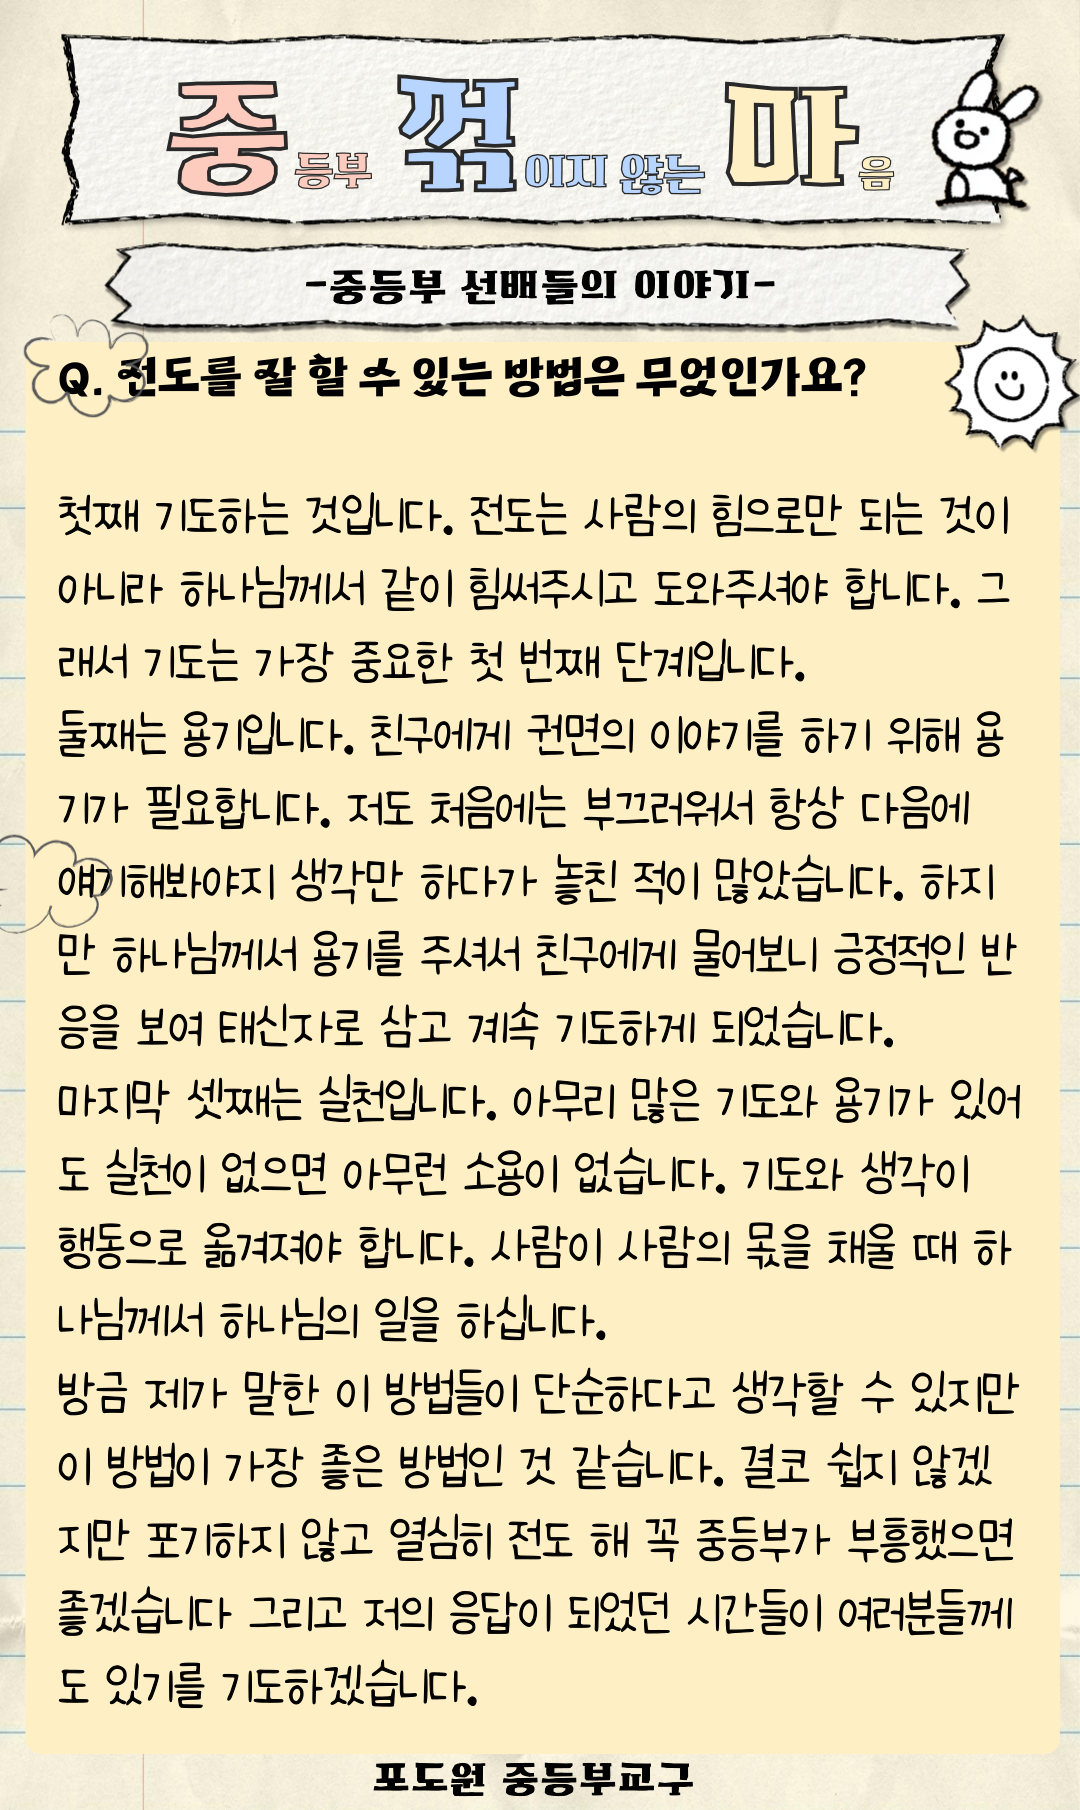 중등부 꺾이지 않는 마음
-중등부 선배들의 이야기-
Q. 전도를 잘 할 수 있는 방법은 무엇인가요?
첫째 기도하는 것입니다. 전도는 사람의 힘으로만 되는 것이
아니라 하나님께서 같이 힘써주시고 도와주셔야 합니다. 그
래서 기도는 가장 중요한 첫 번째 단계입니다.
둘째는 용기입니다. 친구에게 권면의 이야기를 하기 위해 용
기가 필요합니다. 저도 처음에는 부끄러워서 항상 다음에
얘기해봐야지 생각만 하다가 놓친 적이 많았습니다. 하지
만 하나님께서 용기를 주셔서 친구에게 물어보니 긍정적인 반
응을 보여 태신자로 삼고 계속 기도하게 되었습니다.
마지막 셋째는 실천입니다. 아무리 많은 기도와 용기가 있어
도 실천이 없으면 아무런 소용이 없습니다. 기도와 생각이
행동으로 옮겨져야 합니다. 사람이 사람의 몫을 채울 때 하
나님께서 하나님의 일을 하십니다.
방금 제가 말한 이 방법들이 단순하다고 생각할 수 있지만
이 방법이 가장 좋은 방법인 것 같습니다. 결코 쉽지 않겠
지만 포기하지 않고 열심히 전도 해 꼭 중등부가 부흥했으면
좋겠습니다 그리고 저의 응답이 되었던 시간들이 여러분들께
도 있기를 기도하겠습니다.
포도원 중등부교구